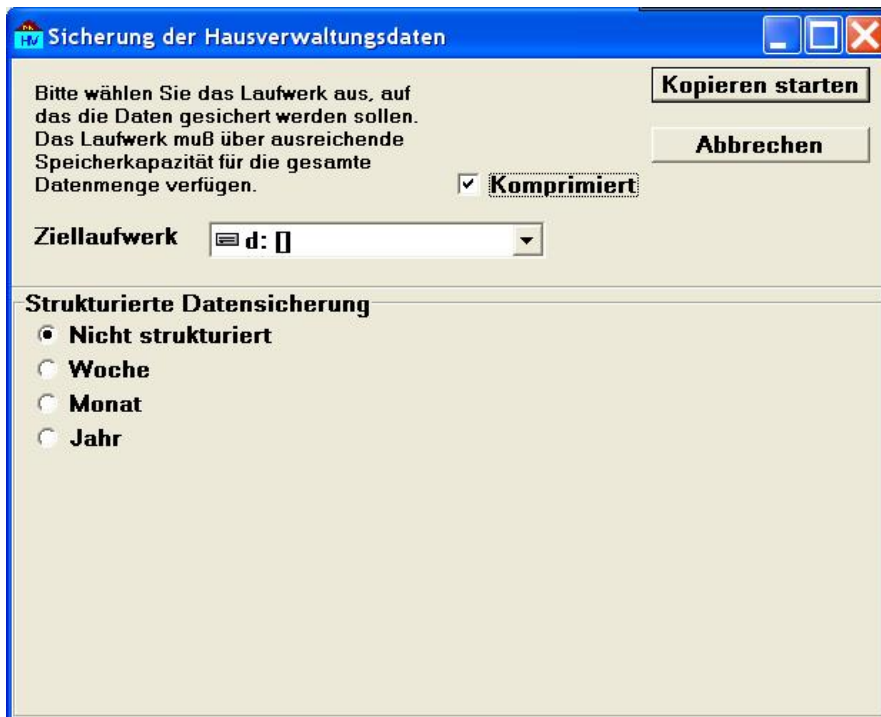 Sicherung der Hausverwaltungsdaten
Bitte wählen Sie das Laufwerk aus, auf
das die Daten gesichert werden sollen.
Das Laufwerk muß über ausreichende
Speicherkapazität für die gesamte
Datenmenge verfügen.
Kopieren starten
Abbrechen
Komprimiert
Ziellaufwerk
d: []
Strukturierte Datensicherung
Nicht strukturiert
Woche
Monat
Jahr